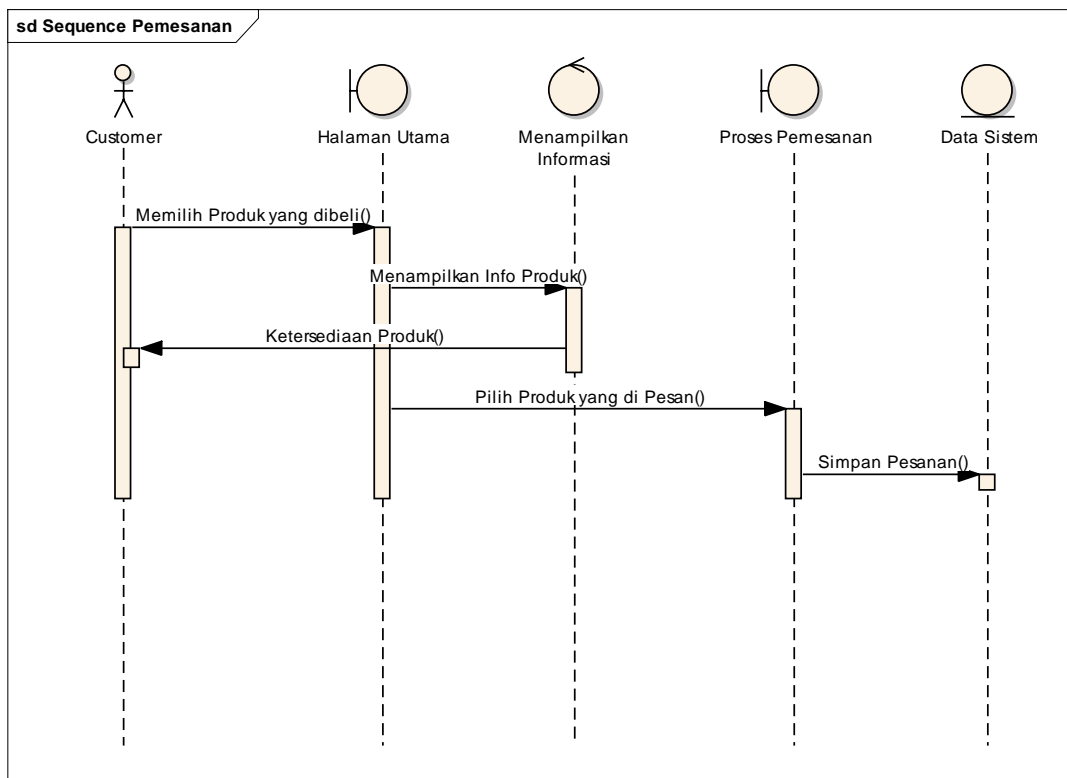 sd Sequence Pemesanan
Customer
Halaman Utama
Menampilkan
Informasi
Proses Pemesanan
Data Sistem
Memilih Produk yang dibeli()
Menampilkan Info Produk()
Ketersediaan Produk()
Pilih Produk yang di Pesan()
Simpan Pesanan()